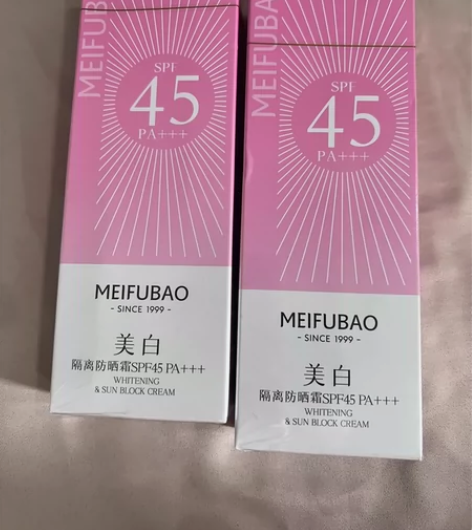 MEIFUB
SPF
45
PA+++
MEIFUBAO
- SINCE 1999 -
美白
隔离防晒霜SPF45 PA+++
WHITENING
& SUN BLOCK CREAM
MEIFUBA
SPF
45
PA+++
MEIFUBAO
- SINCE 1999 -
美白
隔离防晒霜SPF45 PA+++
WHITENING
& SUN BLOCK CREAM